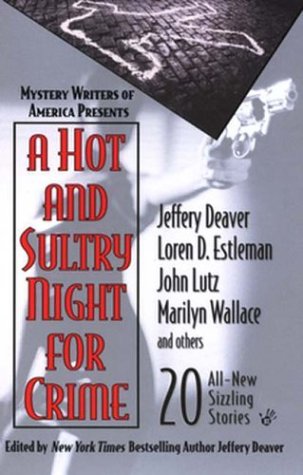 MYSTERY WRITERS OF
AMERICA PRESENTS
A HOT
AND
SULTRY
NIGHT
FOR
CRIME
Jeffery Deaver
Loren D. Estleman
John Lutz
Marilyn Wallace
and others
20 All-New
Sizzling
Stories
Edited by New York Times Bestselling Author Jeffery Deaver